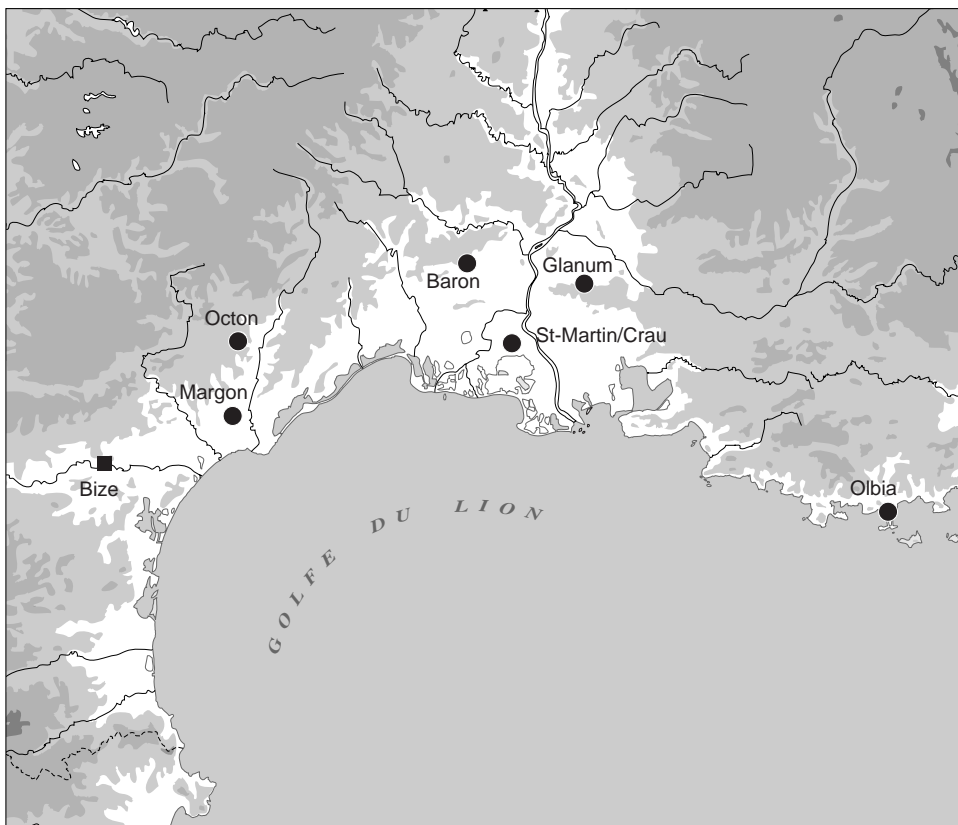 Baron
Glanum
Octon
St-Martin/Crau
Margon
Bize
Olbia
GOLFE DU LION